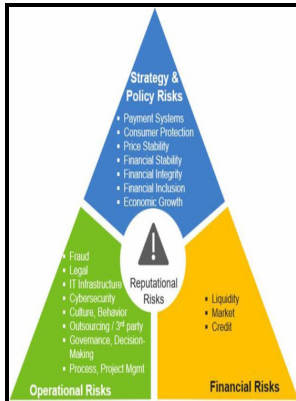 Strategy &
Policy Risks
▪ Payment Systems
▪ Consumer Protection
▪ Price Stability
▪ Financial Stability
▪ Financial Integrity
▪ Financial Inclusion
▪ Economic Growth
Reputational
Risks
▪ Fraud
▪ Legal
▪ IT Infrastructure
▪ Cybersecurity
▪ Culture, Behavior
▪ Outsourcing / 3rd party
▪ Governance, Decision-
Making
▪ Process, Project Mgmt
Operational Risks
▪ Liquidity
▪ Market
▪ Credit
Financial Risks